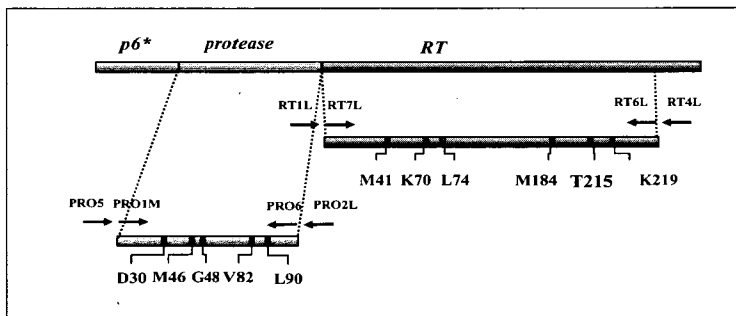 p6* protease RT
RT1L RT7L RT6L RT4L
M41 K70 L74 M184 T215 K219
PRO5 PRO1M PRO6 PRO2L
D30 M46 G48 V82 L90